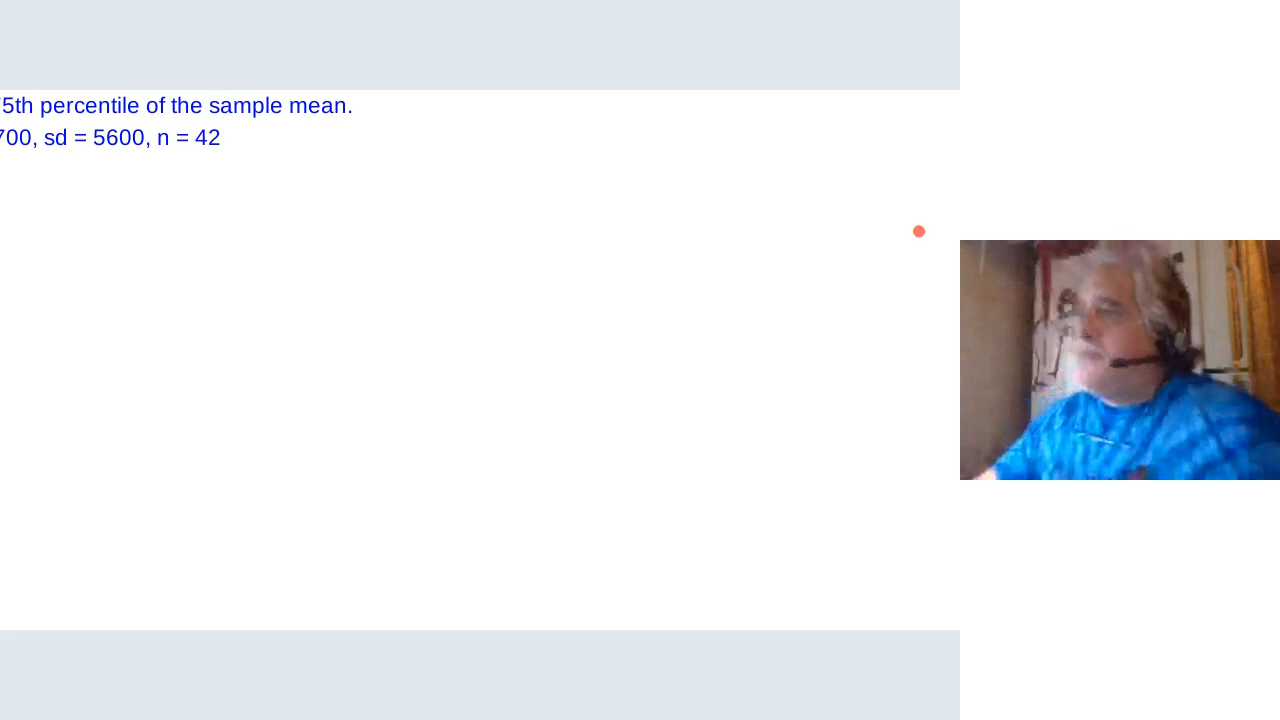 5th percentile of the sample mean.
700, sd = 5600, n = 42